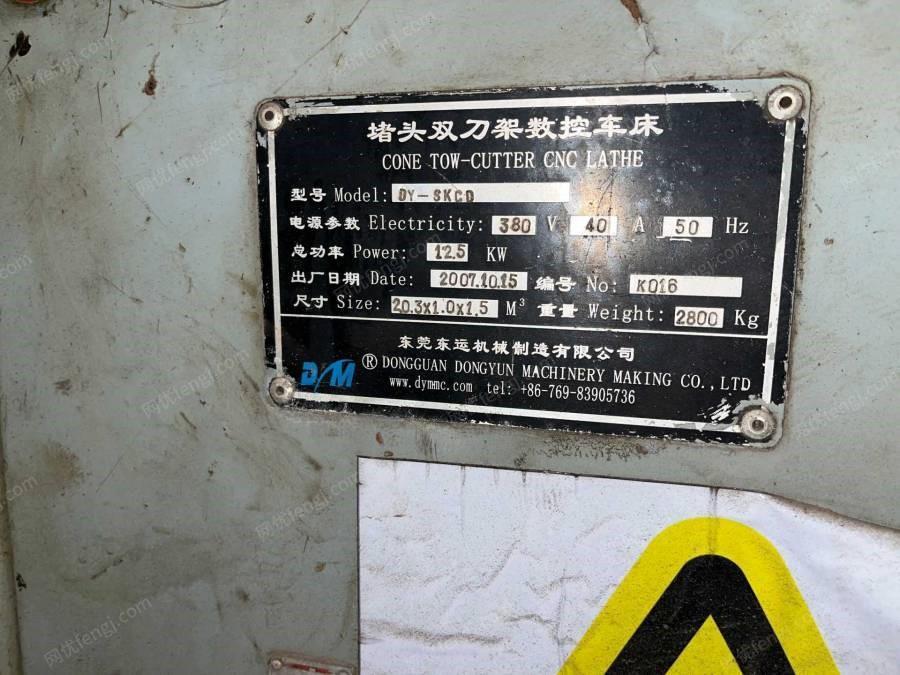 堵头双刀架数控车床
CONE TOW-CUTTER CNC LATHE
型号 Model: DY-SKCD
电源参数 Electricity: 380 V 40 A 50 Hz
总功率 Power: 12.5 KW
出厂日期 Date: 2007.10.15 编号 No: K016
尺寸 Size: 20.3x1.0x1.5 M³ 重量 Weight: 2800 Kg
东莞东运机械制造有限公司
DYM ® DONGGUAN DONGYUN MACHINERY MAKING CO.,LTD
www.dymmc.com tel: +86-769-83905736